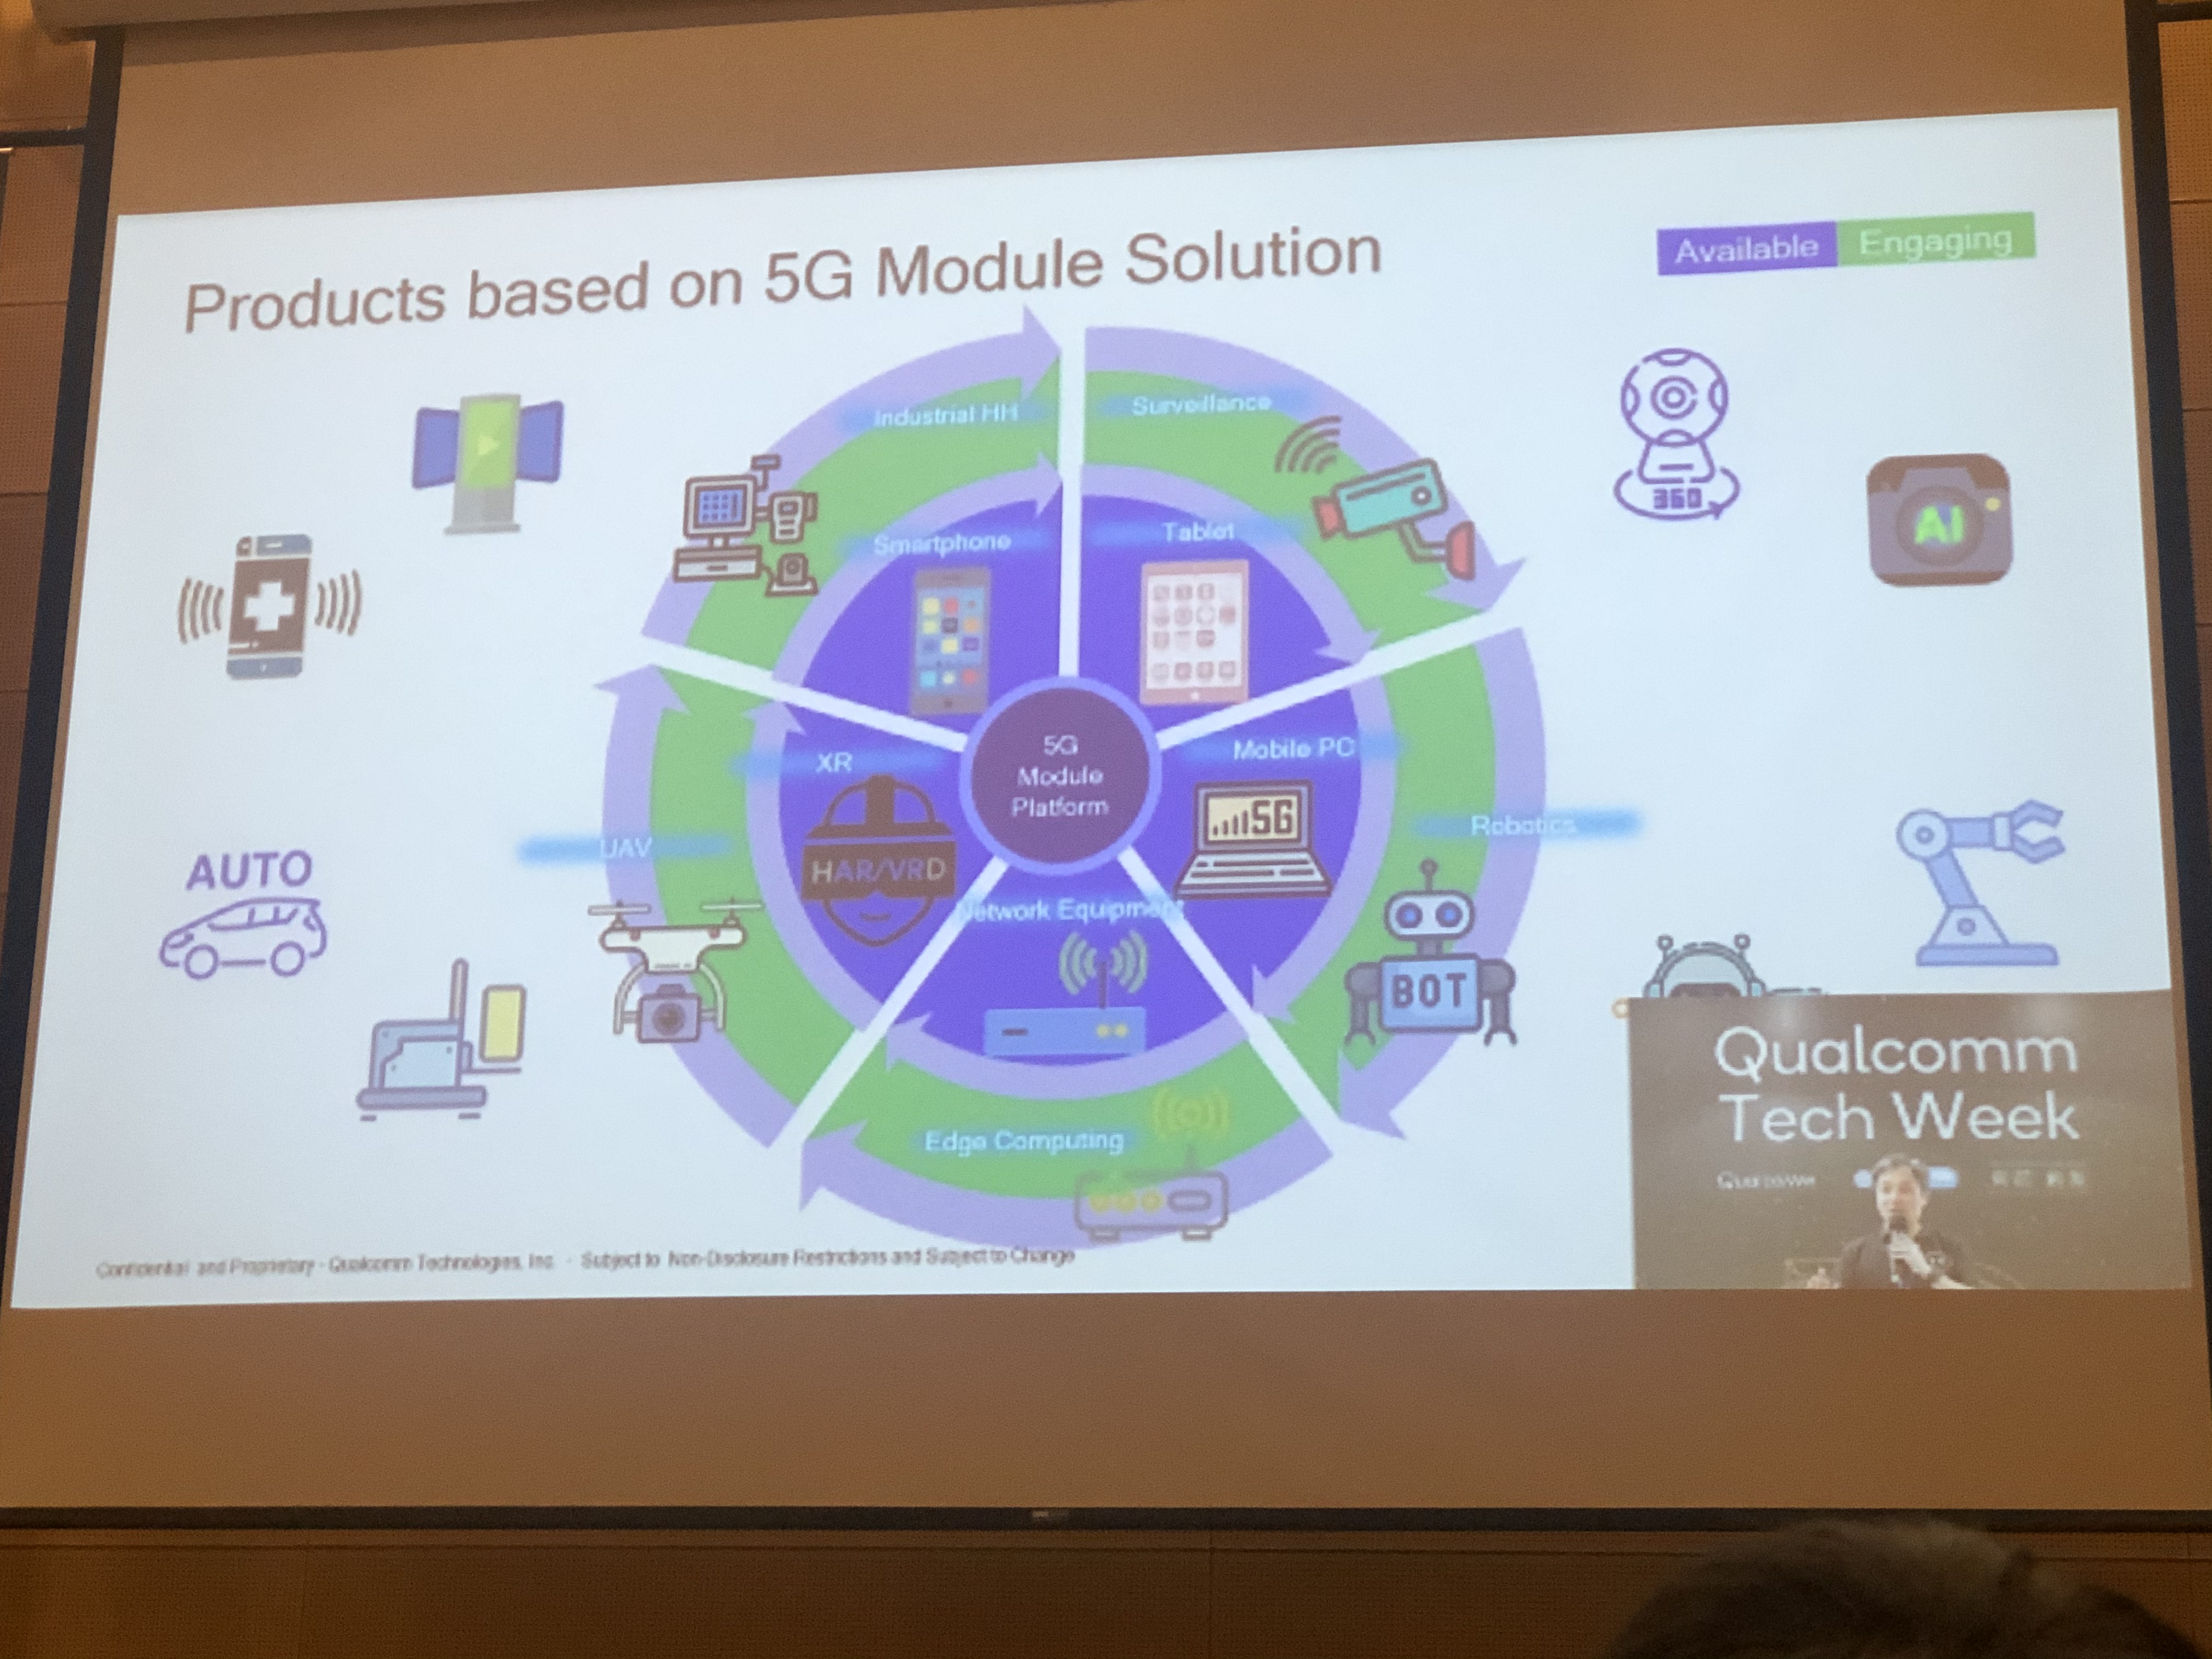 Products based on 5G Module Solution
Available
Engaging
Industrial HH
Surveillance
360
AI
Smartphone
Tablet
XR
HAR/VRD
5G
Module
Platform
Mobile PC
5G
UAV
Robotics
AUTO
BOT
Network Equipment
Edge Computing
Qualcomm
Tech Week
Qualcomm
Confidential and Proprietary - Qualcomm Technologies, Inc. - Subject to Non-Disclosure Restrictions and Subject to Change